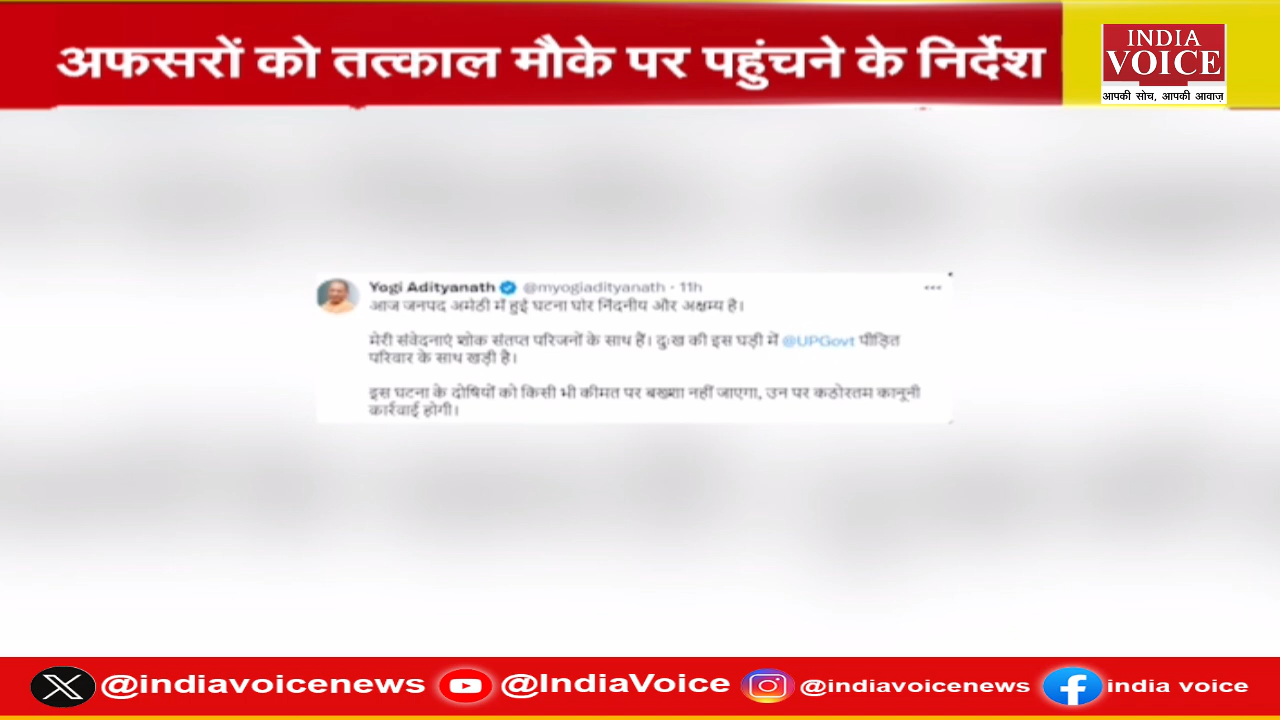 अफसरों को तत्काल मौके पर पहुंचने के निर्देश
INDIA
VOICE
आपकी सोच, आपकी आवाज़
Yogi Adityanath @myogiadityanath · 11h
आज जनपद अमेठी में हुई घटना घोर निंदनीय और अक्षम्य है।
मेरी संवेदनाएं शोक संतप्त परिजनों के साथ हैं। दुःख की इस घड़ी में @UPGovt पीड़ित
परिवार के साथ खड़ी है।
इस घटना के दोषियों को किसी भी कीमत पर बख्शा नहीं जाएगा, उन पर कठोरतम कानूनी
कार्रवाई होगी।
@indiavoicenews @IndiaVoice @indiavoicenews india voice